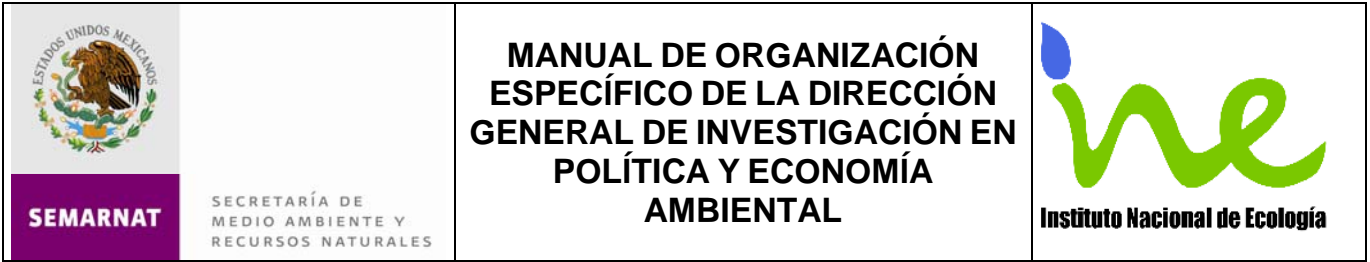 ESTADOS UNIDOS MEXICANOS
SEMARNAT
SECRETARÍA DE
MEDIO AMBIENTE Y
RECURSOS NATURALES
MANUAL DE ORGANIZACIÓN
ESPECÍFICO DE LA DIRECCIÓN
GENERAL DE INVESTIGACIÓN EN
POLÍTICA Y ECONOMÍA
AMBIENTAL
ine
Instituto Nacional de Ecología